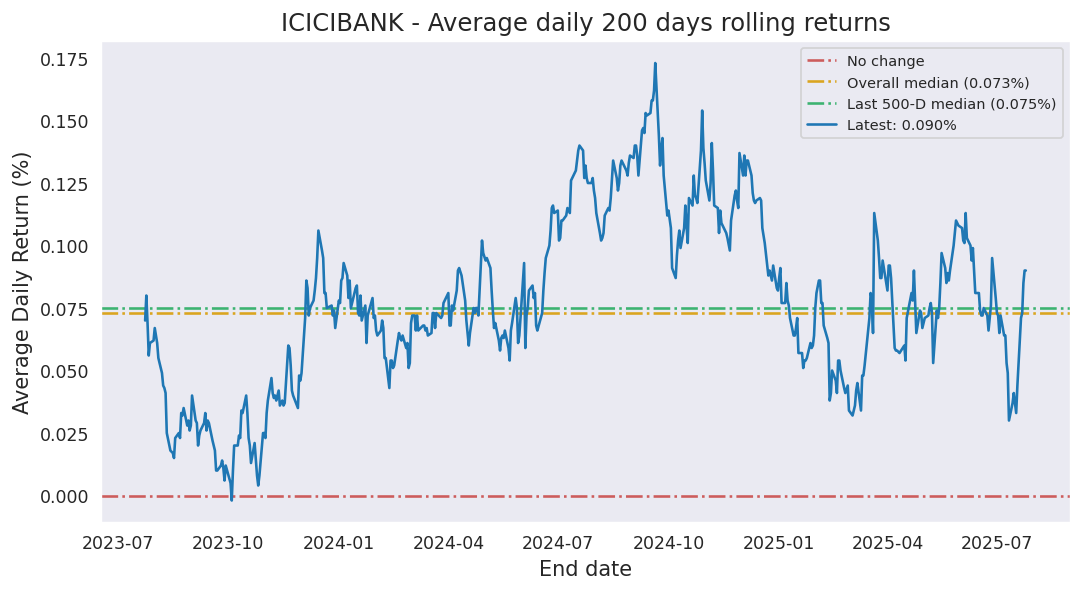 ICICIBANK - Average daily 200 days rolling returns
No change
Overall median (0.073%)
Last 500-D median (0.075%)
Latest: 0.090%
Average Daily Return (%)
0.175
0.150
0.125
0.100
0.075
0.050
0.025
0.000
2023-07 2023-10 2024-01 2024-04 2024-07 2024-10 2025-01 2025-04 2025-07
End date